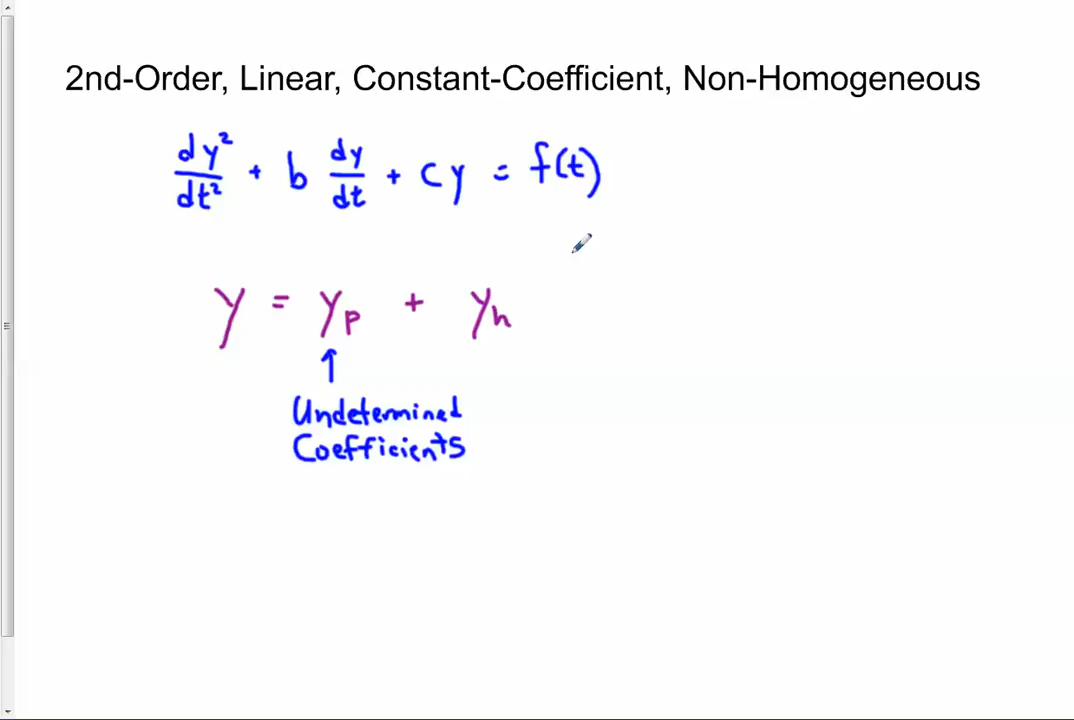 2nd-Order, Linear, Constant-Coefficient, Non-Homogeneous
dy²/dt² + b dy/dt + cy = f(t)
y = yₚ + yₕ
↑
Undetermined
Coefficients